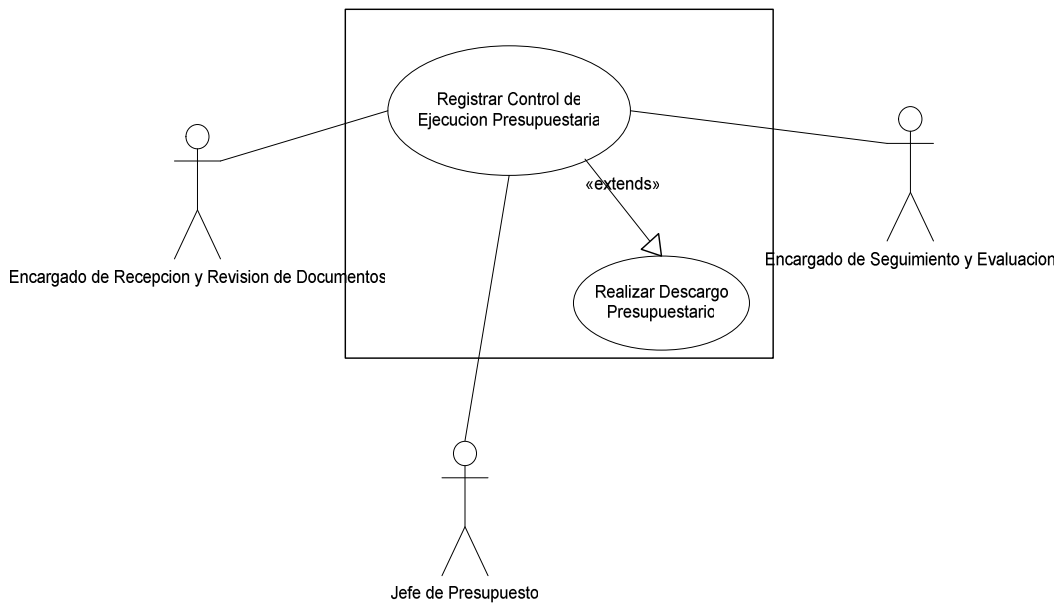 Registrar Control de
Ejecucion Presupuestaria
«extends»
Encargado de Recepcion y Revision de Documentos
Encargado de Seguimiento y Evaluacion
Realizar Descargo
Presupuestario
Jefe de Presupuesto